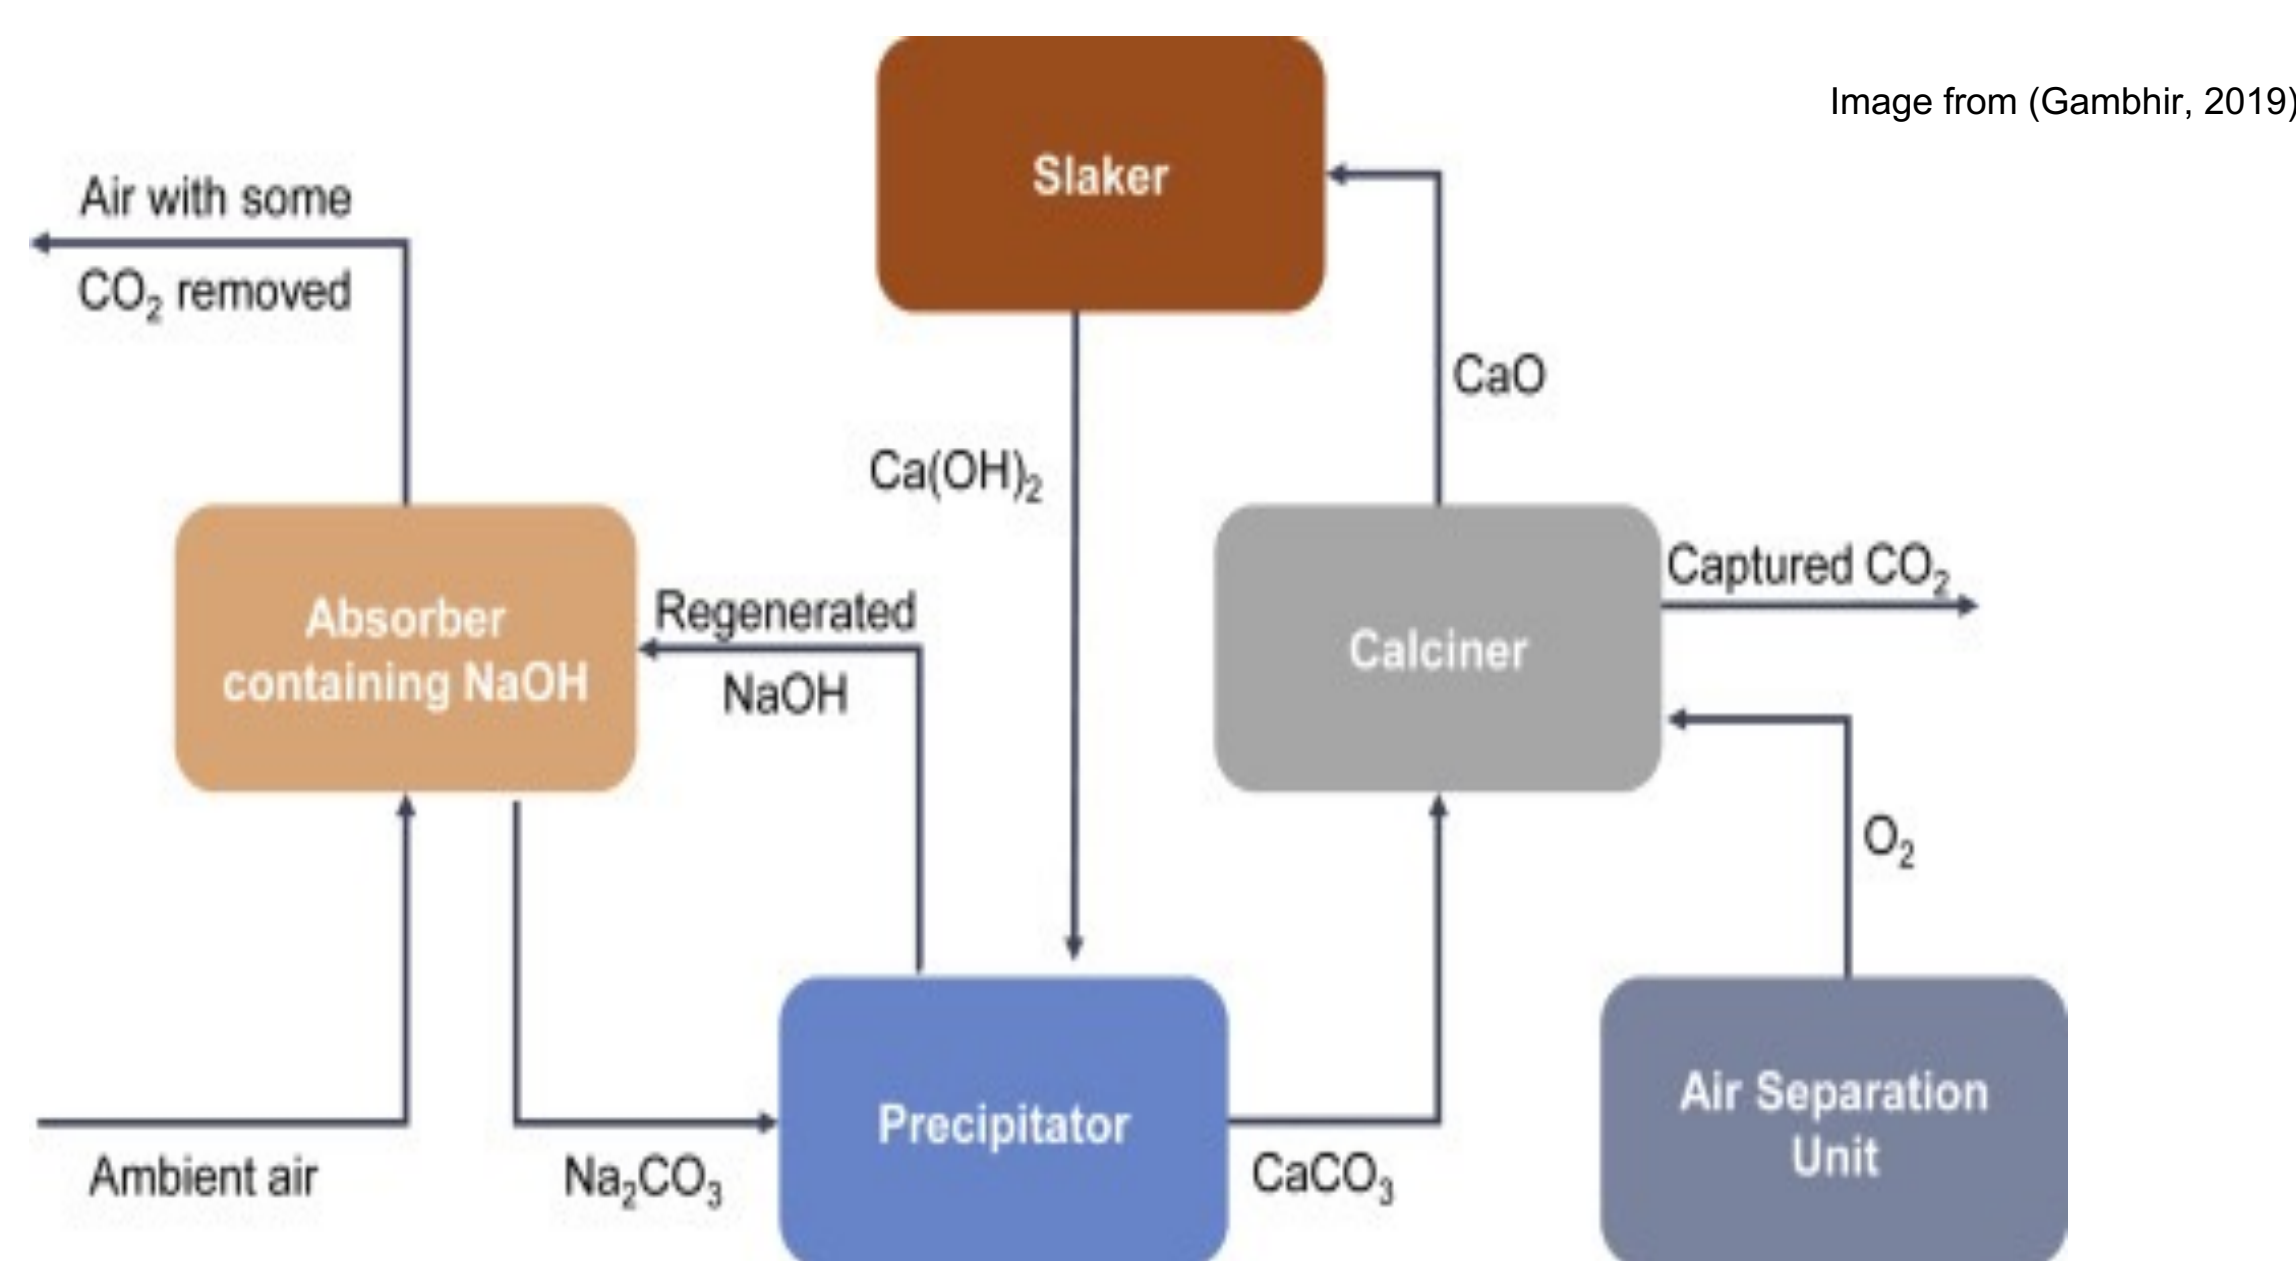 Slaker
Image from (Gambhir, 2019)
Air with some
CO₂ removed
CaO
Ca(OH)₂
Captured CO₂
Absorber
containing NaOH
Regenerated
NaOH
Calciner
O₂
Ambient air
Na₂CO₃
Precipitator
CaCO₃
Air Separation
Unit